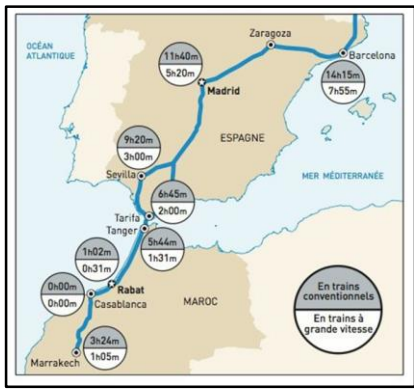 OCÉAN
ATLANTIQUE
Zaragoza
Barcelona
11h40m
5h20m
Madrid
14h15m
7h55m
ESPAGNE
9h20m
3h00m
Sevilla
MER MÉDITERRANÉE
6h45m
2h00m
Tarifa
Tanger
5h44m
1h31m
1h02m
0h31m
Rabat
0h00m
0h00m
Casablanca
MAROC
En trains
conventionnels
En trains à
grande vitesse
3h24m
1h05m
Marrakech